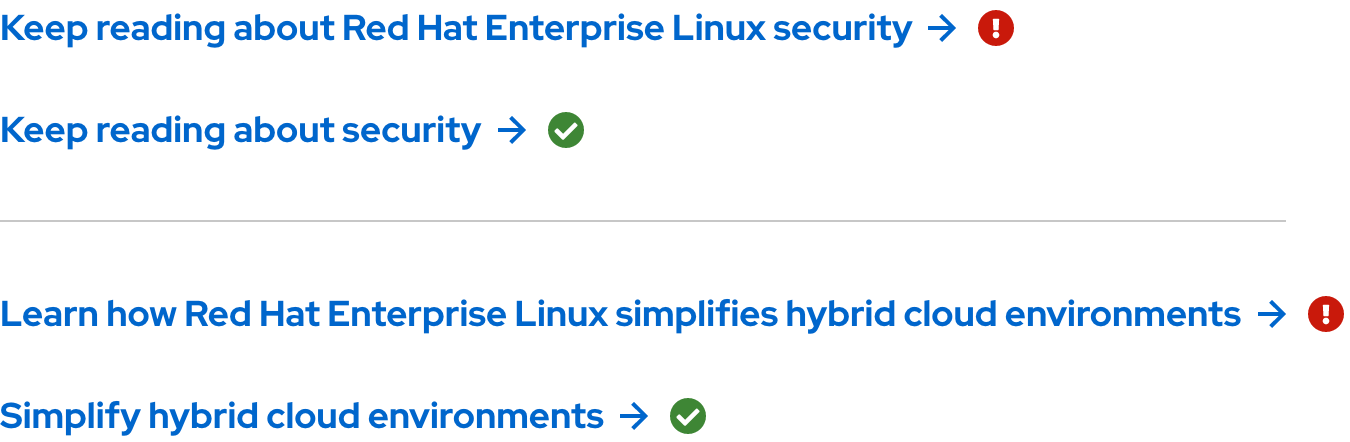 Keep reading about Red Hat Enterprise Linux security →
Keep reading about security →
Learn how Red Hat Enterprise Linux simplifies hybrid cloud environments →
Simplify hybrid cloud environments →